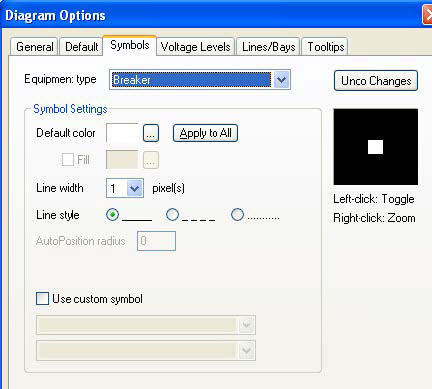 Diagram Options
General Default Symbols Voltage Levels Lines/Bays Tooltips
Equipment type Breaker Unco Changes
Symbol Settings
Default color ... Apply to All
Fill ...
Line width 1 pixel(s)
Left-click: Toggle
Right-click: Zoom
Line style _____ _ _ _ _ ...........
AutoPosition radius 0
Use custom symbol